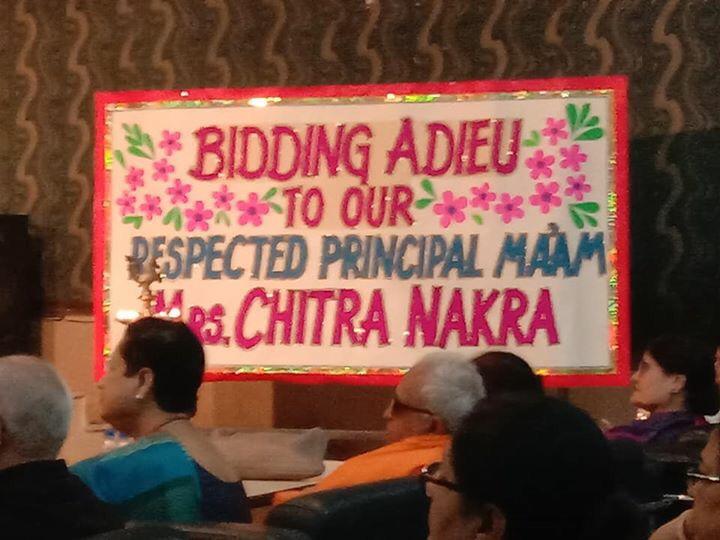 BIDDING ADIEU
TO OUR
RESPECTED PRINCIPAL MA'AM
MRS. CHITRA NAKRA